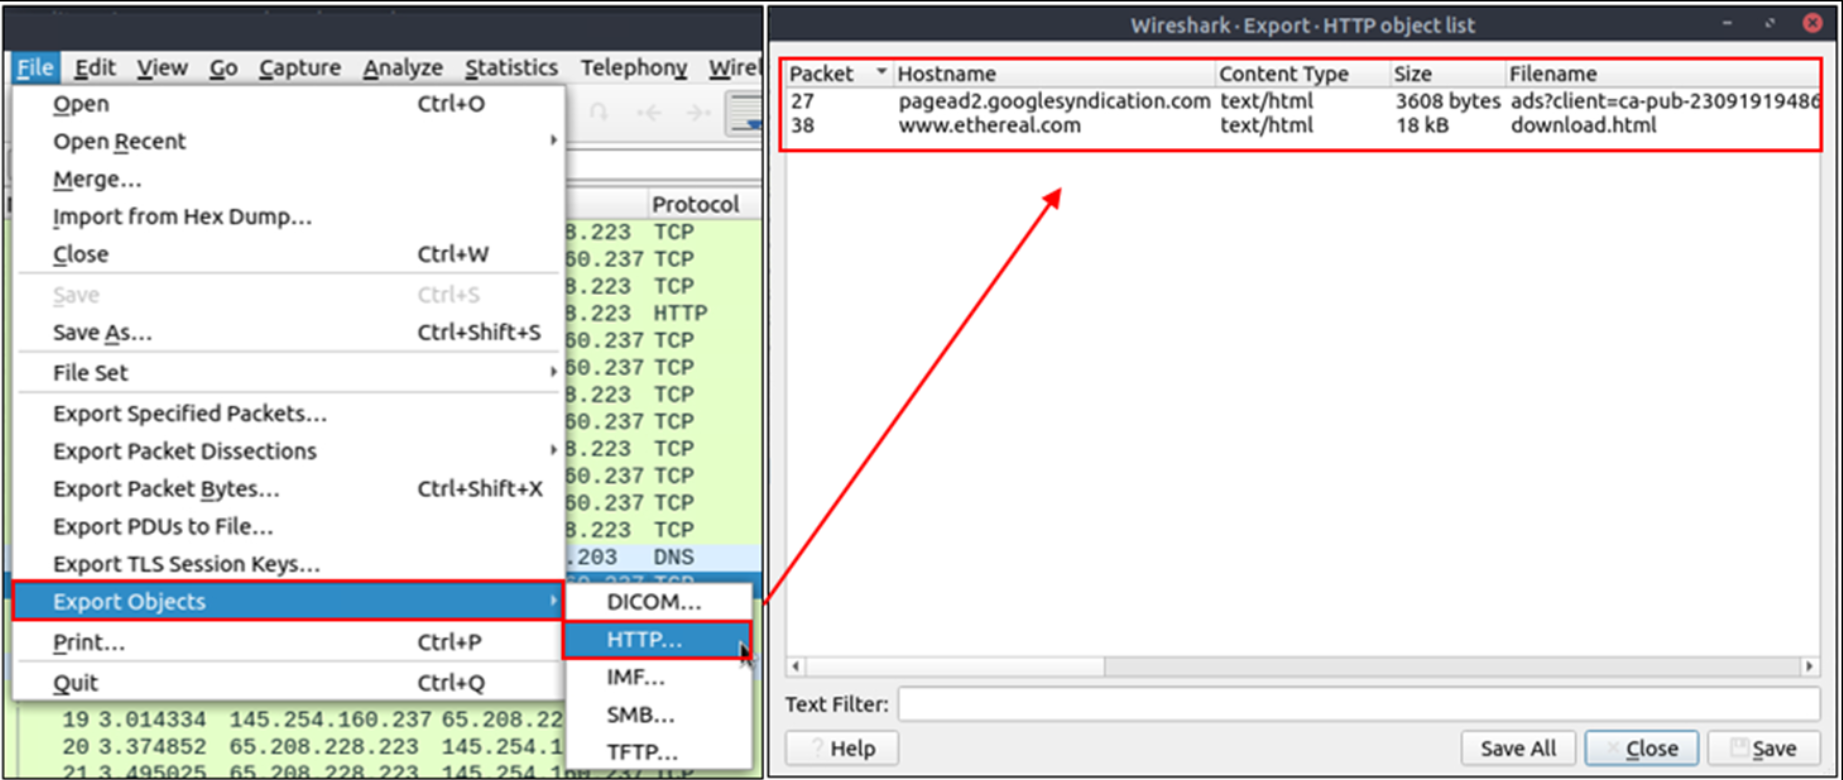 File Edit View Go Capture Analyze Statistics Telephony
Open Ctrl+O
Open Recent
Merge...
Import from Hex Dump...
Close Ctrl+W
Save Ctrl+S
Save As... Ctrl+Shift+S
File Set
Export Specified Packets...
Export Packet Dissections
Export Packet Bytes... Ctrl+Shift+X
Export PDUs to File...
Export TLS Session Keys...
Export Objects
Print... Ctrl+P
Quit Ctrl+Q
DICOM...
HTTP...
IMF...
SMB...
TFTP...
Protocol
8.223 TCP
60.237 TCP
8.223 TCP
8.223 HTTP
60.237 TCP
60.237 TCP
8.223 TCP
60.237 TCP
8.223 TCP
60.237 TCP
60.237 TCP
8.223 TCP
.203 DNS
19 3.014334 145.254.160.237 65.208.22
20 3.374852 65.208.228.223 145.254.1
21 3.495025 65.208.228.223 145.254.160.237 TCP
Wireshark · Export · HTTP object list
Packet Hostname Content Type Size Filename
27 pagead2.googlesyndication.com text/html 3608 bytes ads?client=ca-pub-23091919486
38 www.ethereal.com text/html 18 kB download.html
Text Filter:
Help Save All Close Save